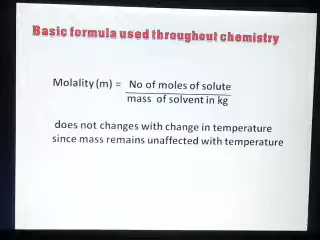 Basic formula used throughout chemistry
Molality (m) = No of moles of solute
mass of solvent in kg
does not changes with change in temperature
since mass remains unaffected with temperature